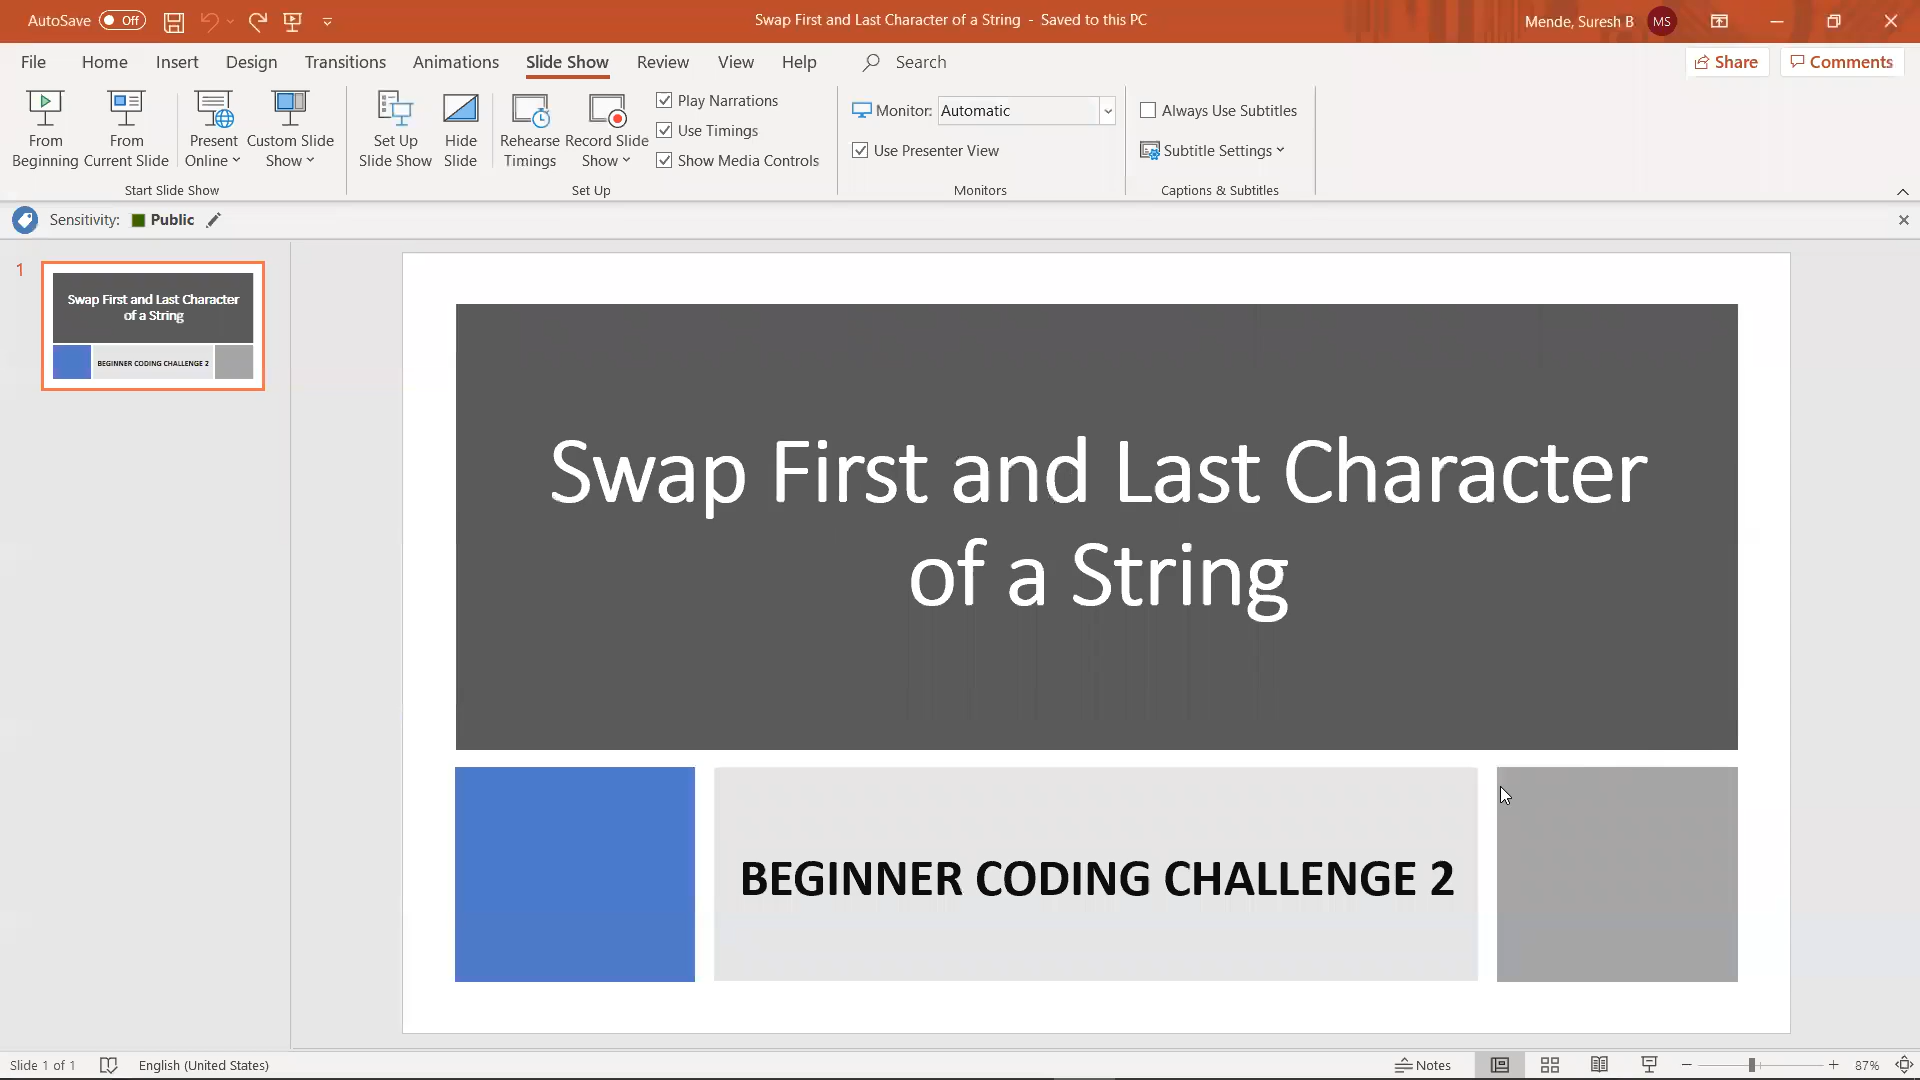 AutoSave Off
Swap First and Last Character of a String - Saved to this PC
Mende, Suresh B MS
File Home Insert Design Transitions Animations Slide Show Review View Help Search
Share Comments
From Beginning
From Current Slide
Present Online
Custom Slide Show
Set Up Slide Show
Hide Slide
Rehearse Timings
Record Slide Show
Play Narrations
Use Timings
Show Media Controls
Monitor: Automatic
Use Presenter View
Always Use Subtitles
Subtitle Settings
Start Slide Show
Set Up
Monitors
Captions & Subtitles
Sensitivity: Public
1
Swap First and Last Character
of a String
BEGINNER CODING CHALLENGE 2
Swap First and Last Character
of a String
BEGINNER CODING CHALLENGE 2
Slide 1 of 1 English (United States)
Notes
87%